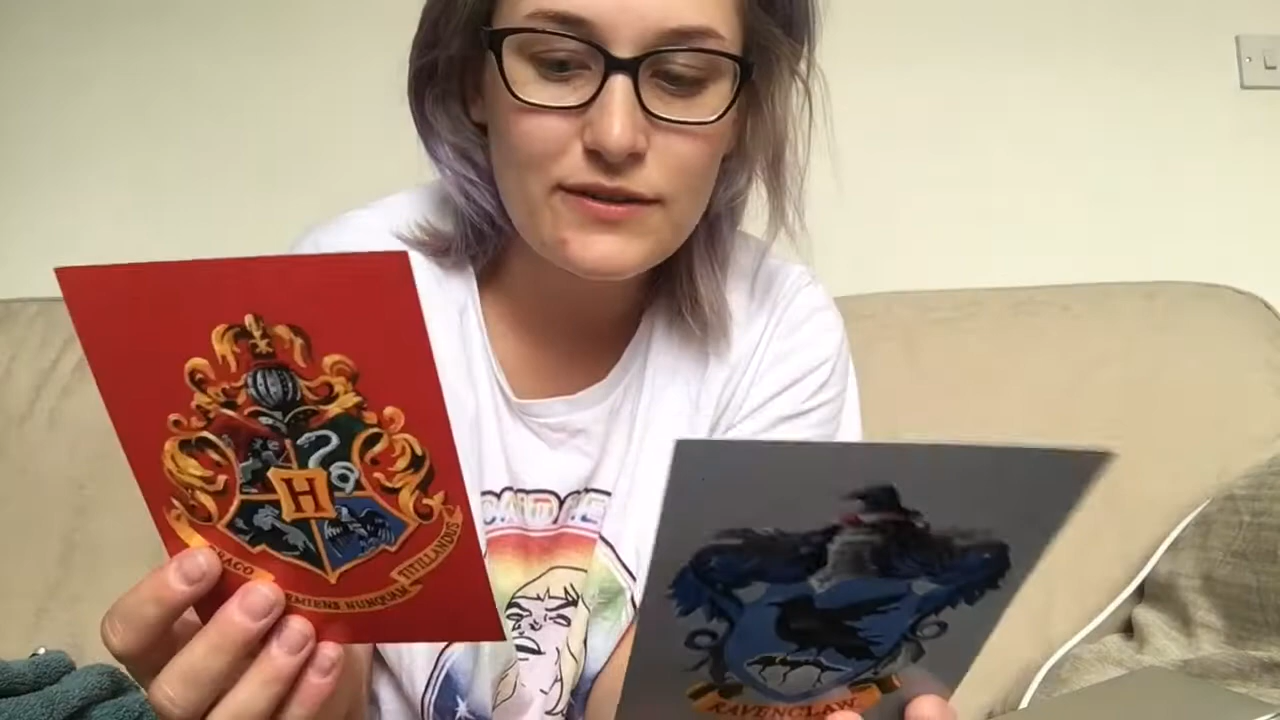 H
DRACO
DORMIENS NUNQUAM
TITILLANDUS
RAVENCLAW